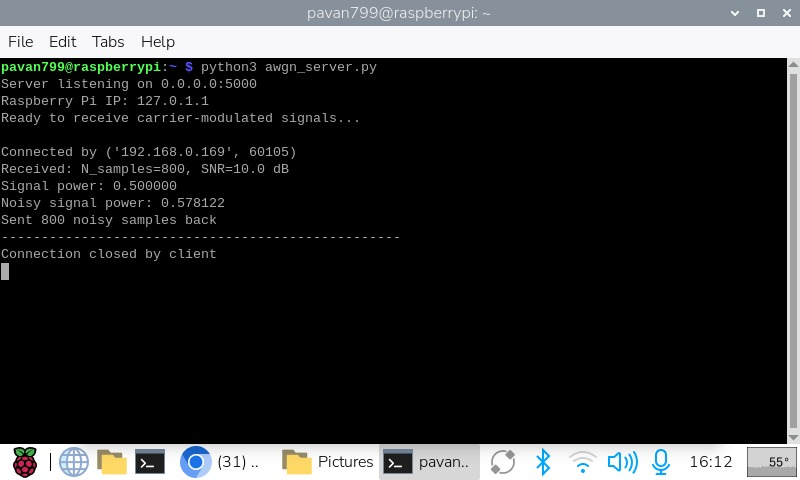 pavan799@raspberrypi: ~
File Edit Tabs Help
pavan799@raspberrypi:~ $ python3 awgn_server.py
Server listening on 0.0.0.0:5000
Raspberry Pi IP: 127.0.1.1
Ready to receive carrier-modulated signals...
Connected by ('192.168.0.169', 60105)
Received: N_samples=800, SNR=10.0 dB
Signal power: 0.500000
Noisy signal power: 0.578122
Sent 800 noisy samples back
--------------------------------------------------
Connection closed by client
(31) .. Pictures pavan.. 16:12 55°